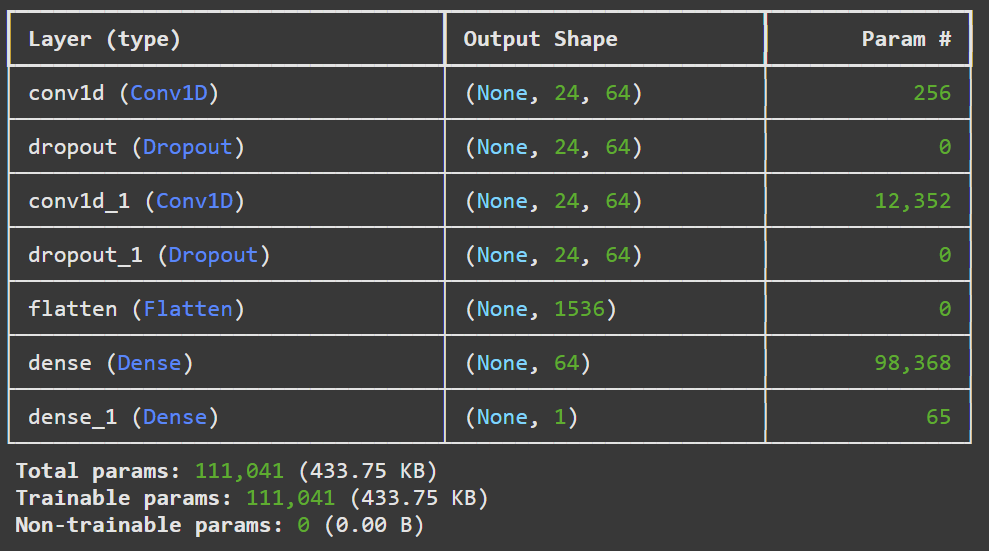 Layer (type) Output Shape Param #
conv1d (Conv1D) (None, 24, 64) 256
dropout (Dropout) (None, 24, 64) 0
conv1d_1 (Conv1D) (None, 24, 64) 12,352
dropout_1 (Dropout) (None, 24, 64) 0
flatten (Flatten) (None, 1536) 0
dense (Dense) (None, 64) 98,368
dense_1 (Dense) (None, 1) 65
Total params: 111,041 (433.75 KB)
Trainable params: 111,041 (433.75 KB)
Non-trainable params: 0 (0.00 B)